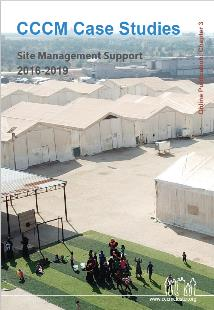 CCCM Case Studies
Site Management Support
2016-2019
Online Publication Chapter 3
www.cccmcluster.org